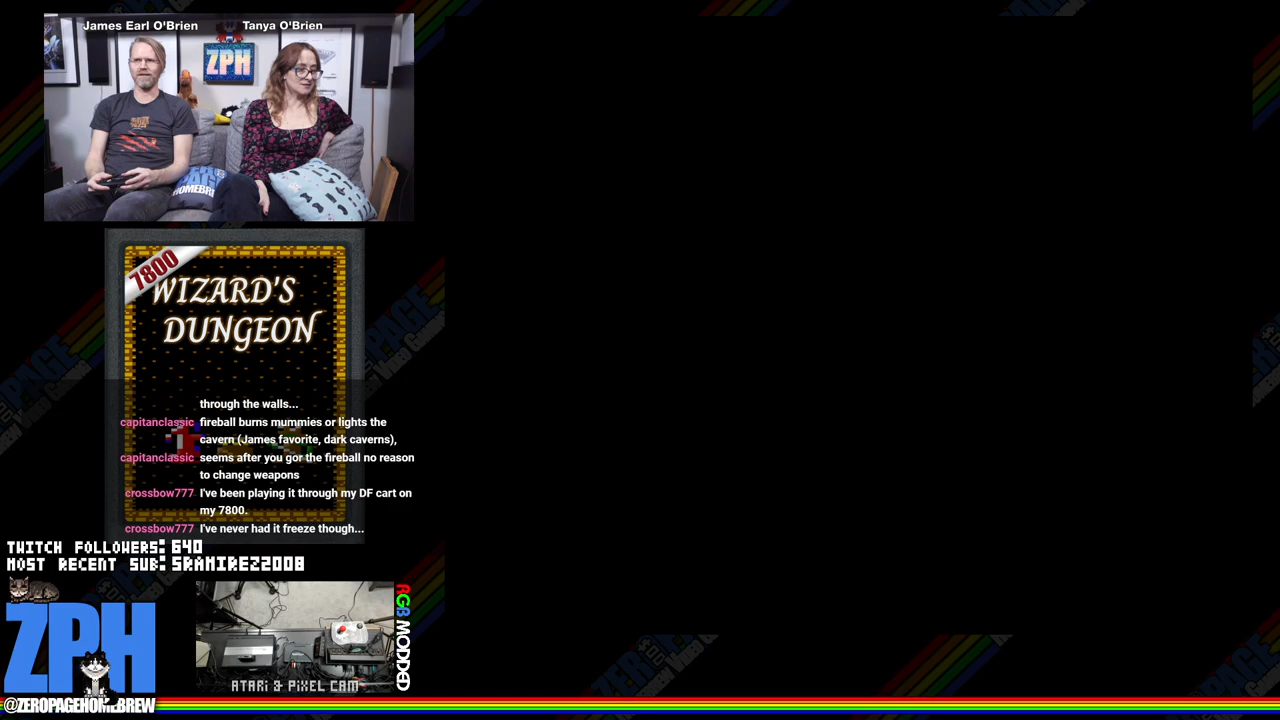 James Earl O'Brien
Tanya O'Brien
ZPH
HOMEBREW
7800
WIZARD'S
DUNGEON
through the walls...
capitanclassic fireball burns mummies or lights the
cavern (James favorite, dark caverns),
capitanclassic seems after you gor the fireball no reason
to change weapons
crossbow777 I've been playing it through my DF cart on
my 7800.
crossbow777 I've never had it freeze though...
TWITCH FOLLOWERS: 640
MOST RECENT SUB: SRAMIREZ2008
ZPH
@ZEROPAGEHOMEBREW
ATARI & PIXEL CAM
RGB MODDED